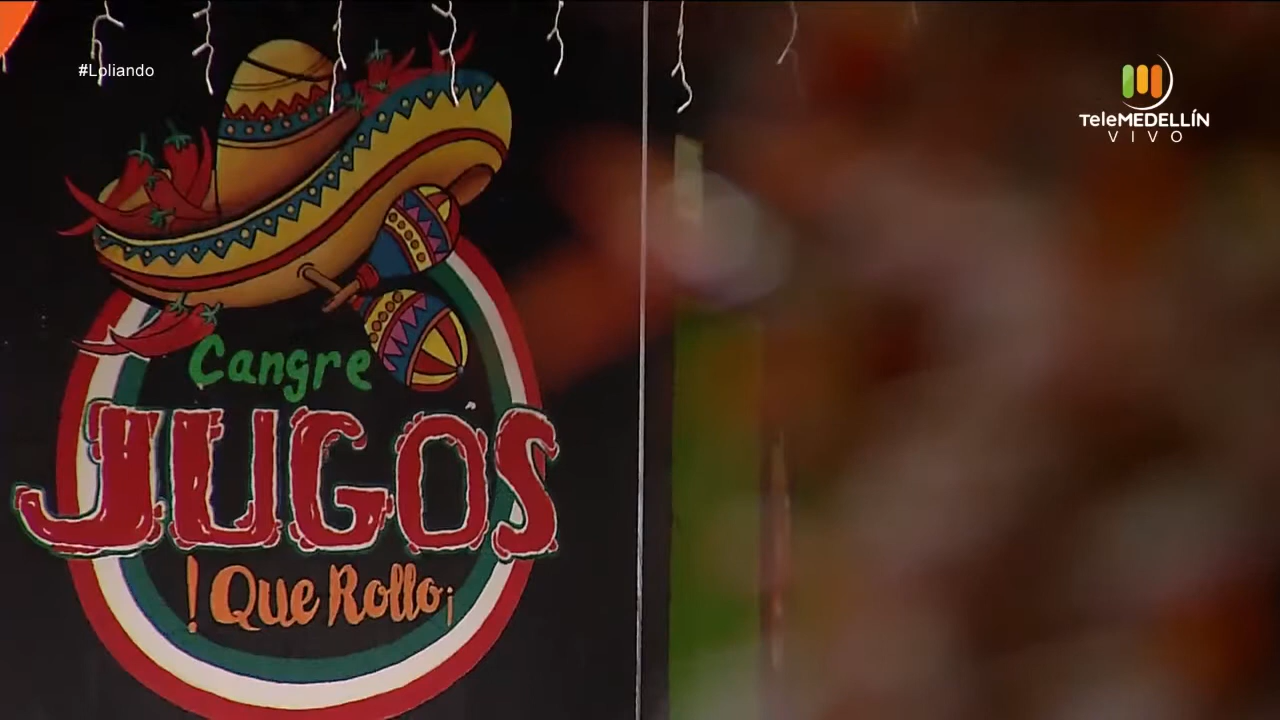 #Loliando
TeleMEDELLÍN
VIVO
Cangre
JUGOS
!Que Rollo¡